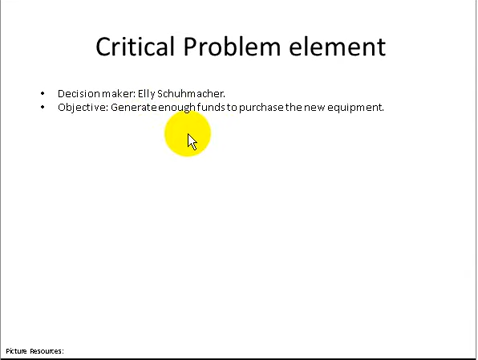 Critical Problem element
• Decision maker: Elly Schuhmacher.
• Objective: Generate enough funds to purchase the new equipment.
Picture Resources: